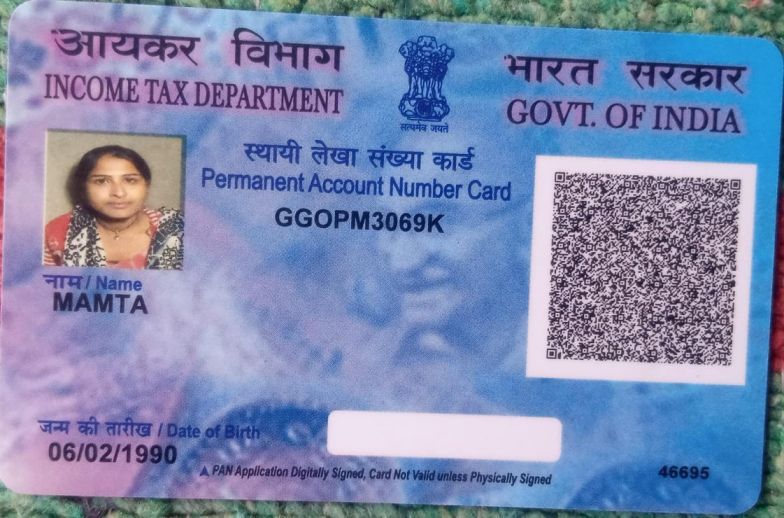 आयकर विभाग
INCOME TAX DEPARTMENT
सत्यमेव जयते
भारत सरकार
GOVT. OF INDIA
स्थायी लेखा संख्या कार्ड
Permanent Account Number Card
GGOPM3069K
नाम / Name
MAMTA
जन्म की तारीख / Date of Birth
06/02/1990
PAN Application Digitally Signed, Card Not Valid unless Physically Signed
46695